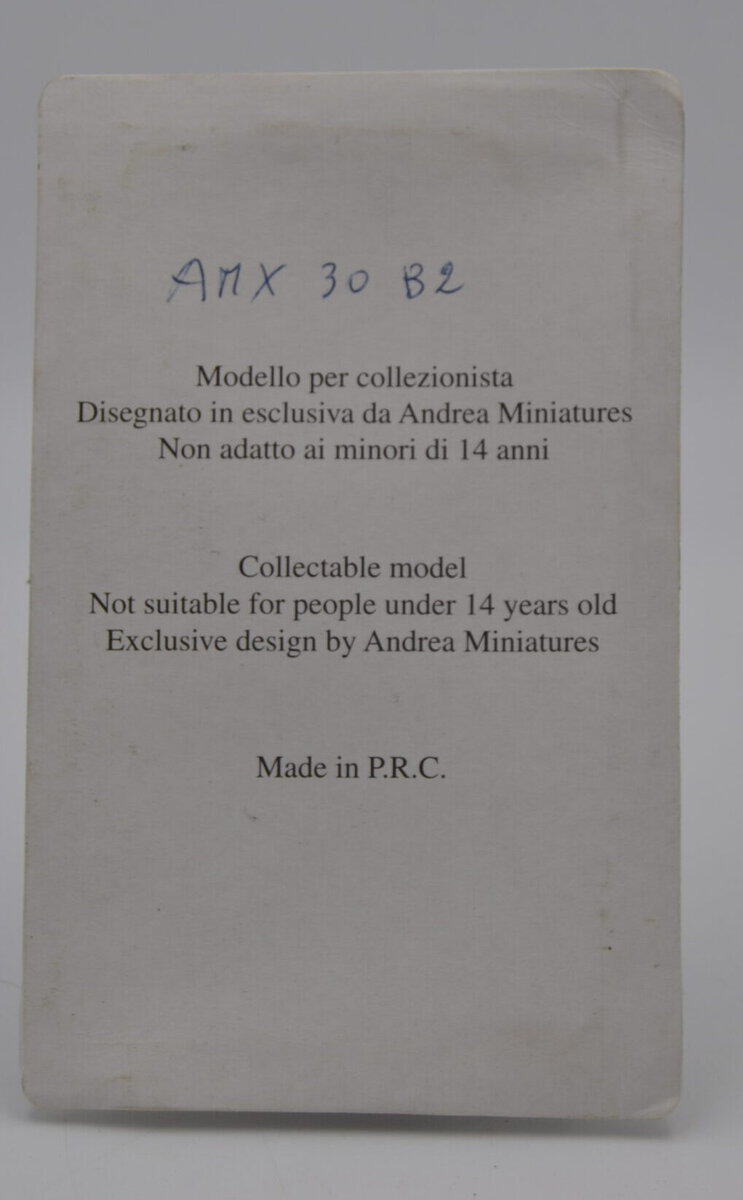 AMX 30 B2
Modello per collezionista
Disegnato in esclusiva da Andrea Miniatures
Non adatto ai minori di 14 anni
Collectable model
Not suitable for people under 14 years old
Exclusive design by Andrea Miniatures
Made in P.R.C.